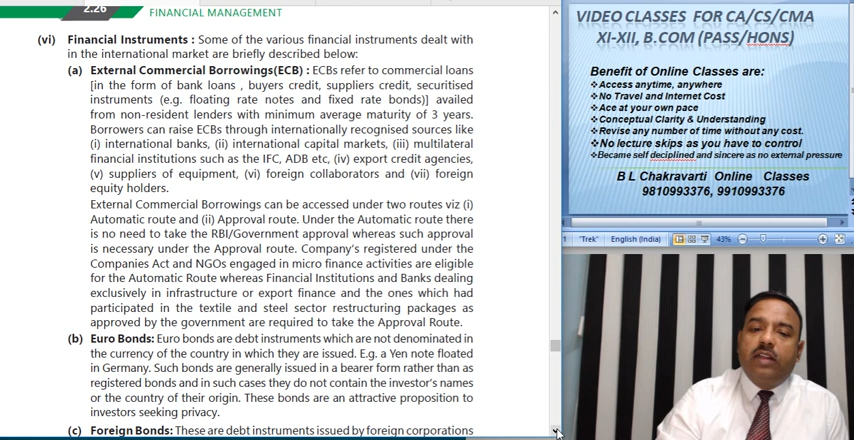 2.26
FINANCIAL MANAGEMENT
(vi) Financial Instruments : Some of the various financial instruments dealt with
in the international market are briefly described below:
(a) External Commercial Borrowings(ECB) : ECBs refer to commercial loans
[in the form of bank loans , buyers credit, suppliers credit, securitised
instruments (e.g. floating rate notes and fixed rate bonds)] availed
from non-resident lenders with minimum average maturity of 3 years.
Borrowers can raise ECBs through internationally recognised sources like
(i) international banks, (ii) international capital markets, (iii) multilateral
financial institutions such as the IFC, ADB etc, (iv) export credit agencies,
(v) suppliers of equipment, (vi) foreign collaborators and (vii) foreign
equity holders.
External Commercial Borrowings can be accessed under two routes viz (i)
Automatic route and (ii) Approval route. Under the Automatic route there
is no need to take the RBI/Government approval whereas such approval
is necessary under the Approval route. Company's registered under the
Companies Act and NGOs engaged in micro finance activities are eligible
for the Automatic Route whereas Financial Institutions and Banks dealing
exclusively in infrastructure or export finance and the ones which had
participated in the textile and steel sector restructuring packages as
approved by the government are required to take the Approval Route.
(b) Euro Bonds: Euro bonds are debt instruments which are not denominated
in the currency of the country in which they are issued. E.g. a Yen note floated
in Germany. Such bonds are generally issued in a bearer form rather than as
registered bonds and in such cases they do not contain the investor's names
or the country of their origin. These bonds are an attractive proposition to
investors seeking privacy.
(c) Foreign Bonds: These are debt instruments issued by foreign corporations
VIDEO CLASSES FOR CA/CS/CMA
XI-XII, B.COM (PASS/HONS)
Benefit of Online Classes are:
Access anytime, anywhere
No Travel and Internet Cost
Ace at your own pace
Conceptual Clarity & Understanding
Revise any number of time without any cost.
No lecture skips as you have to control
Became self deciplined and sincere as no external pressure
B L Chakravarti Online Classes
9810993376, 9910993376
1 "Trek" English (India) 43%